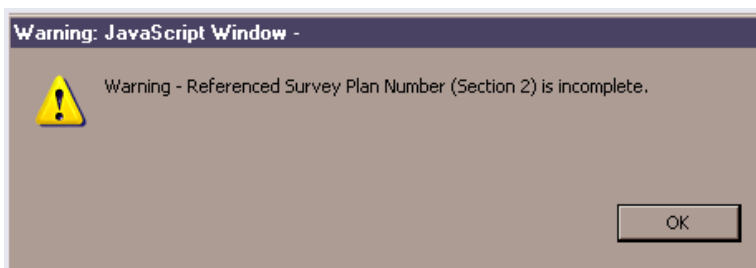 Warning: JavaScript Window -
Warning - Referenced Survey Plan Number (Section 2) is incomplete.
OK